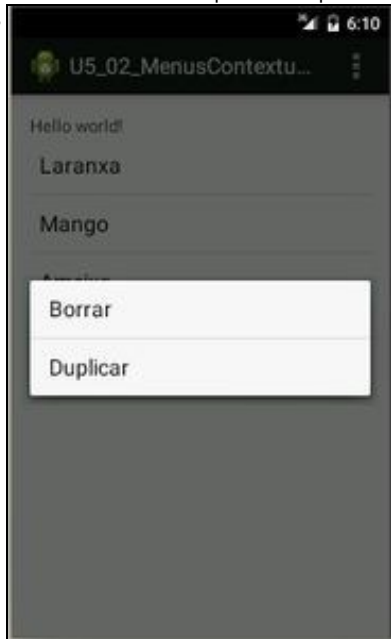 6:10
U5_02_MenusContextu...
Hello world!
Laranxa
Mango
Borrar
Duplicar